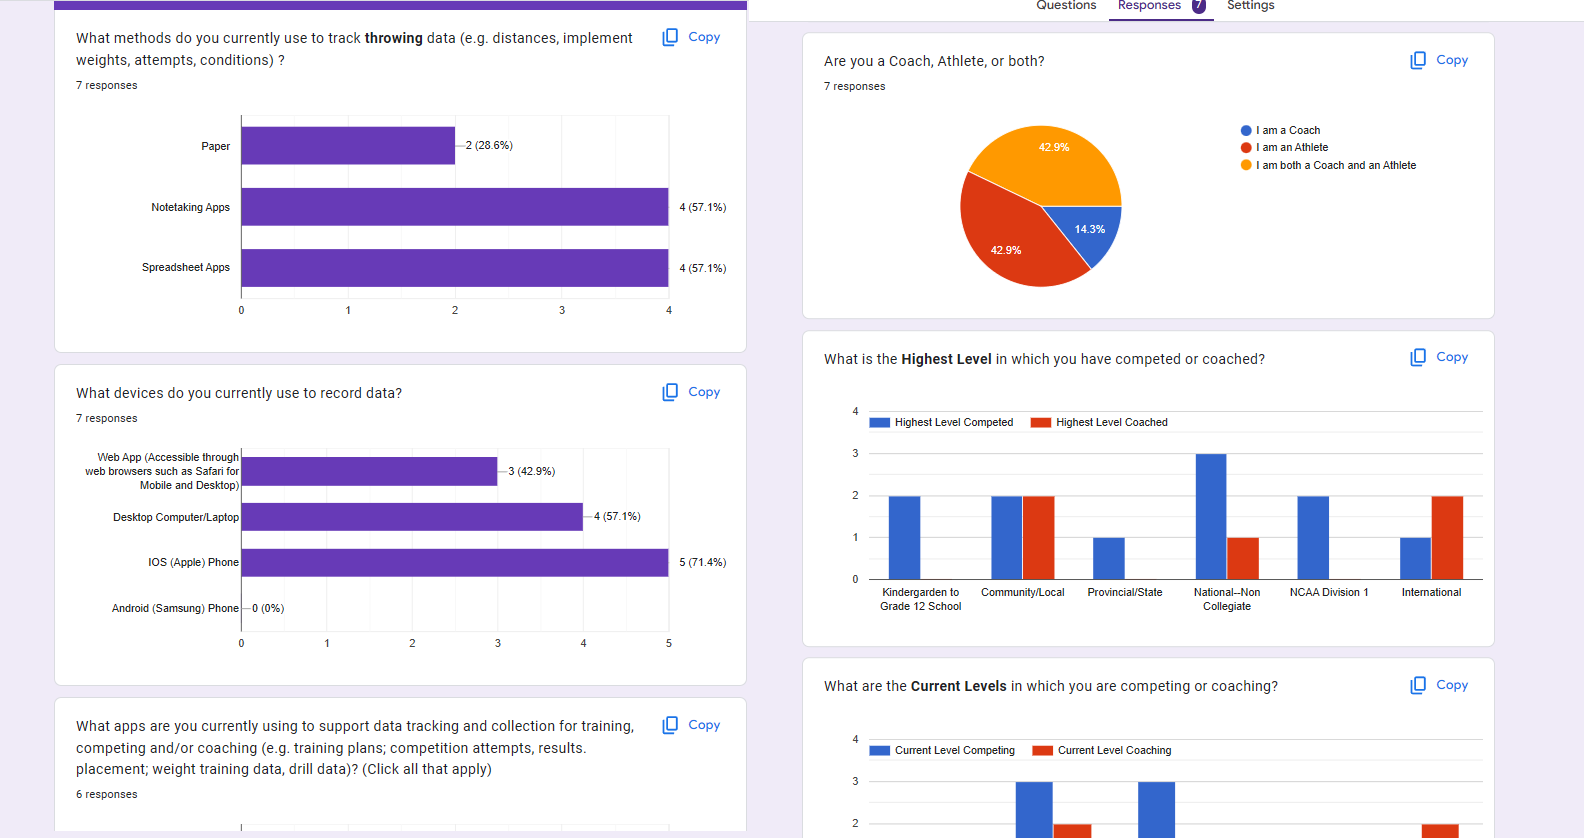 What methods do you currently use to track throwing data (e.g. distances, implement
weights, attempts, conditions) ?
Copy
7 responses
Paper
2 (28.6%)
Notetaking Apps
4 (57.1%)
Spreadsheet Apps
4 (57.1%)
0 1 2 3 4
What devices do you currently use to record data?
Copy
7 responses
Web App (Accessible through
web browsers such as Safari for
Mobile and Desktop)
3 (42.9%)
Desktop Computer/Laptop
4 (57.1%)
IOS (Apple) Phone
5 (71.4%)
Android (Samsung) Phone
0 (0%)
0 1 2 3 4 5
What apps are you currently using to support data tracking and collection for training,
competing and/or coaching (e.g. training plans; competition attempts, results.
placement; weight training data, drill data)? (Click all that apply)
Copy
6 responses
Questions Responses 7 Settings
Are you a Coach, Athlete, or both?
Copy
7 responses
42.9%
14.3%
42.9%
I am a Coach
I am an Athlete
I am both a Coach and an Athlete
What is the Highest Level in which you have competed or coached?
Copy
4
Highest Level Competed Highest Level Coached
3
2
1
0
Kindergarden to
Grade 12 School
Community/Local
Provincial/State
National--Non
Collegiate
NCAA Division 1
International
What are the Current Levels in which you are competing or coaching?
Copy
4
Current Level Competing Current Level Coaching
3
2